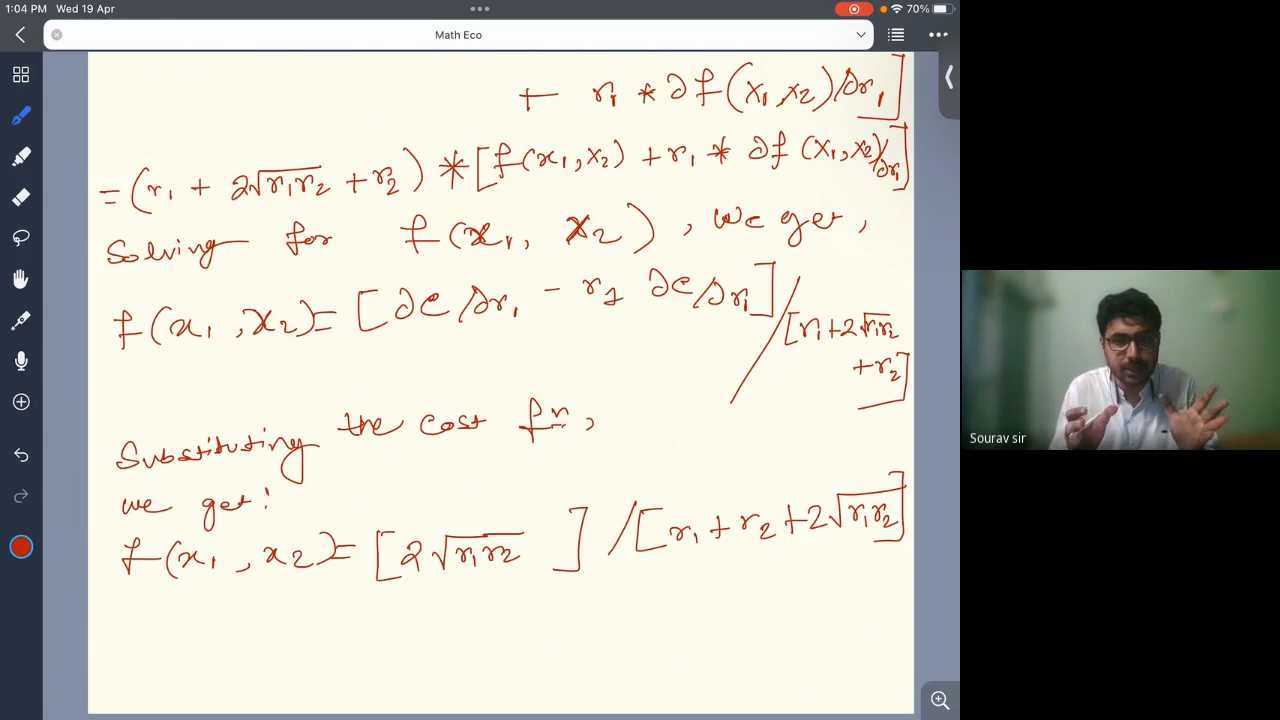 1:04 PM Wed 19 Apr
70%
Math Eco
+ r₁ * ∂f(x₁,x₂)/∂r₁]
= (r₁ + 2√r₁r₂ + r₂) * [f(x₁,x₂) + r₁ * ∂f (x₁,x₂)/∂r₁]
Solving for f(x₁, x₂), we get,
f(x₁,x₂)= [∂c/∂r₁ - r₁ ∂c/∂r₁] / [r₁+2√r₁r₂
+r₂]
Substituting the cost fn,
we get!
f(x₁,x₂)= [2√r₁r₂ ] / [r₁+r₂+2√r₁r₂]
Sourav sir